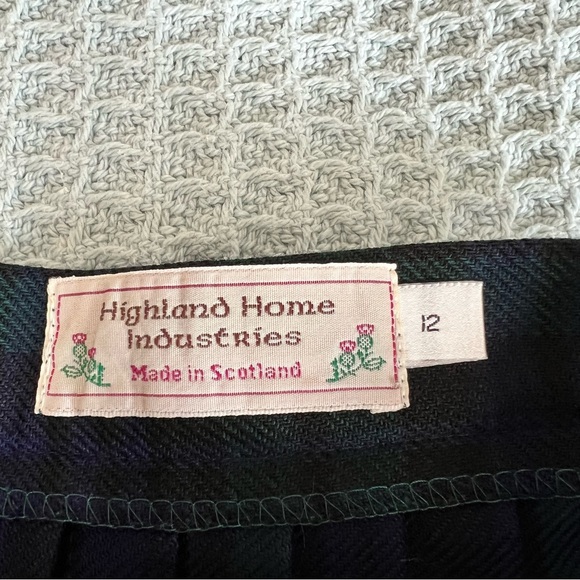 Highland Home
Industries
Made in Scotland
12